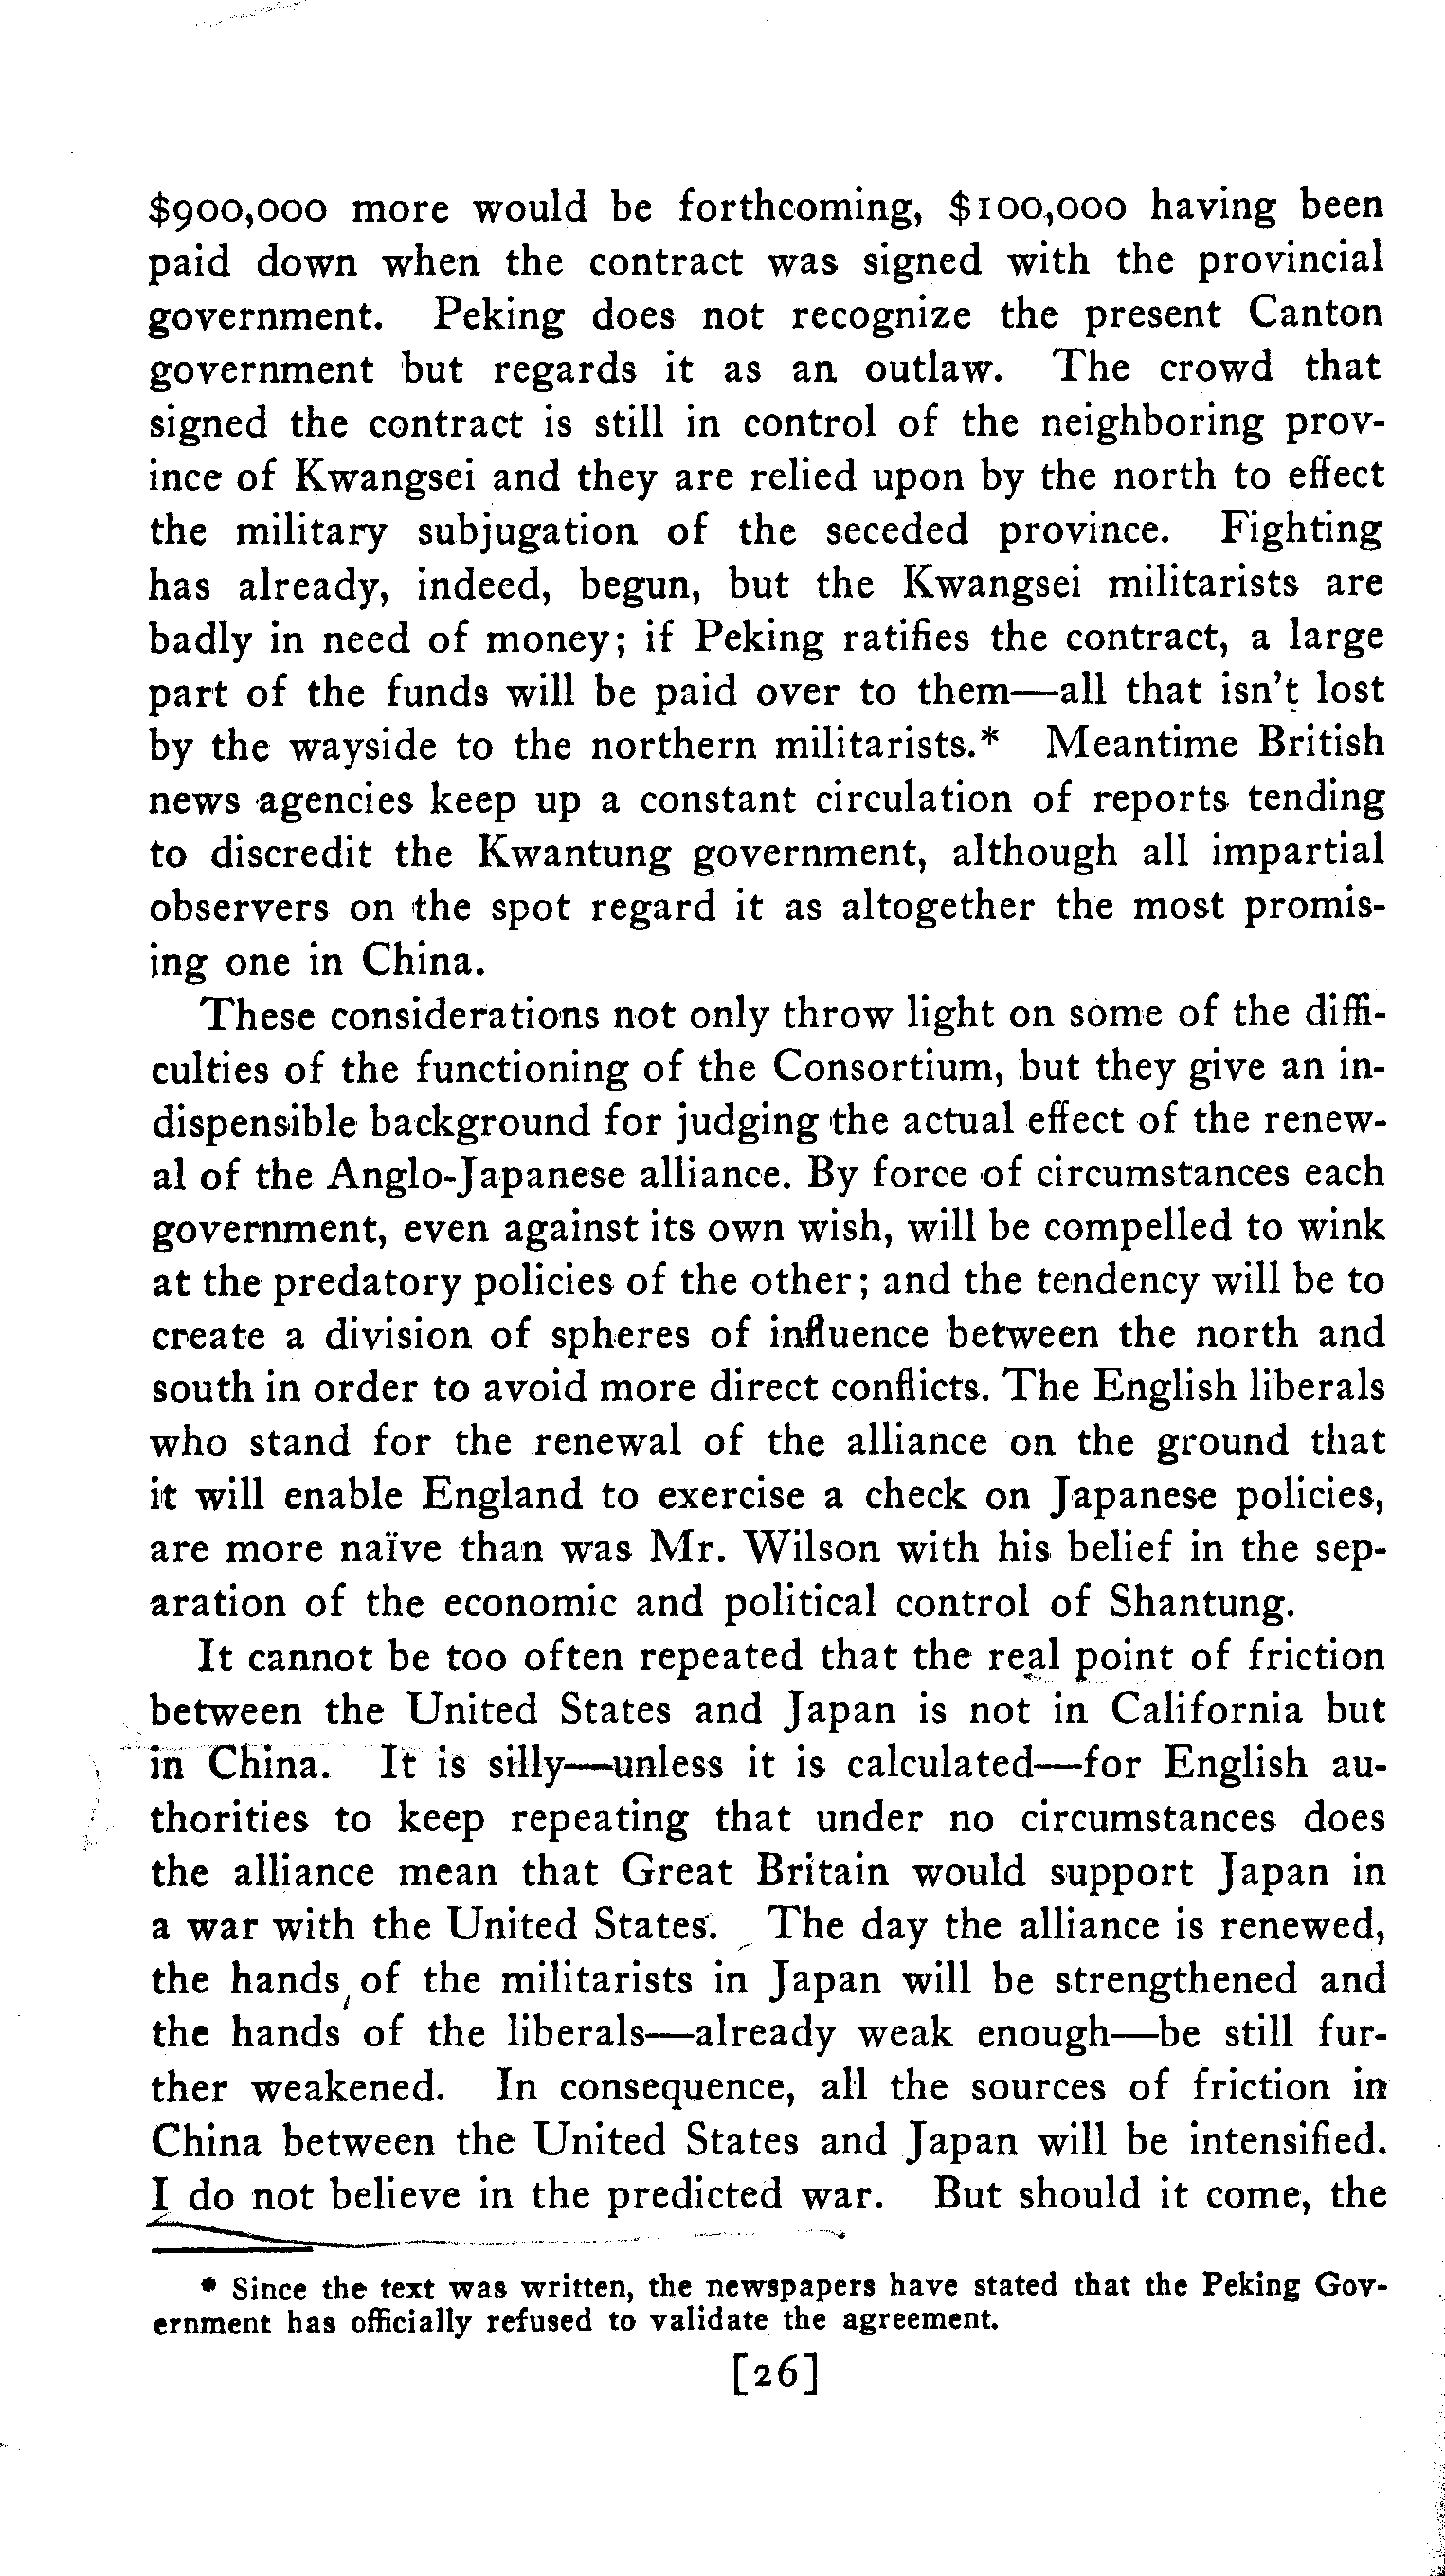 $900,000 more would be forthcoming, $100,000 having been
paid down when the contract was signed with the provincial
government. Peking does not recognize the present Canton
government but regards it as an outlaw. The crowd that
signed the contract is still in control of the neighboring prov-
ince of Kwangsei and they are relied upon by the north to effect
the military subjugation of the seceded province. Fighting
has already, indeed, begun, but the Kwangsei militarists are
badly in need of money; if Peking ratifies the contract, a large
part of the funds will be paid over to them—all that isn't lost
by the wayside to the northern militarists.* Meantime British
news agencies keep up a constant circulation of reports tending
to discredit the Kwantung government, although all impartial
observers on the spot regard it as altogether the most promis-
ing one in China.
These considerations not only throw light on some of the diffi-
culties of the functioning of the Consortium, but they give an in-
dispensible background for judging the actual effect of the renew-
al of the Anglo-Japanese alliance. By force of circumstances each
government, even against its own wish, will be compelled to wink
at the predatory policies of the other; and the tendency will be to
create a division of spheres of influence between the north and
south in order to avoid more direct conflicts. The English liberals
who stand for the renewal of the alliance on the ground that
it will enable England to exercise a check on Japanese policies,
are more naïve than was Mr. Wilson with his belief in the sep-
aration of the economic and political control of Shantung.
It cannot be too often repeated that the real point of friction
between the United States and Japan is not in California but
in China. It is silly—unless it is calculated—for English au-
thorities to keep repeating that under no circumstances does
the alliance mean that Great Britain would support Japan in
a war with the United States. The day the alliance is renewed,
the hands of the militarists in Japan will be strengthened and
the hands of the liberals—already weak enough—be still fur-
ther weakened. In consequence, all the sources of friction in
China between the United States and Japan will be intensified.
I do not believe in the predicted war. But should it come, the
* Since the text was written, the newspapers have stated that the Peking Gov-
ernment has officially refused to validate the agreement.
[26]